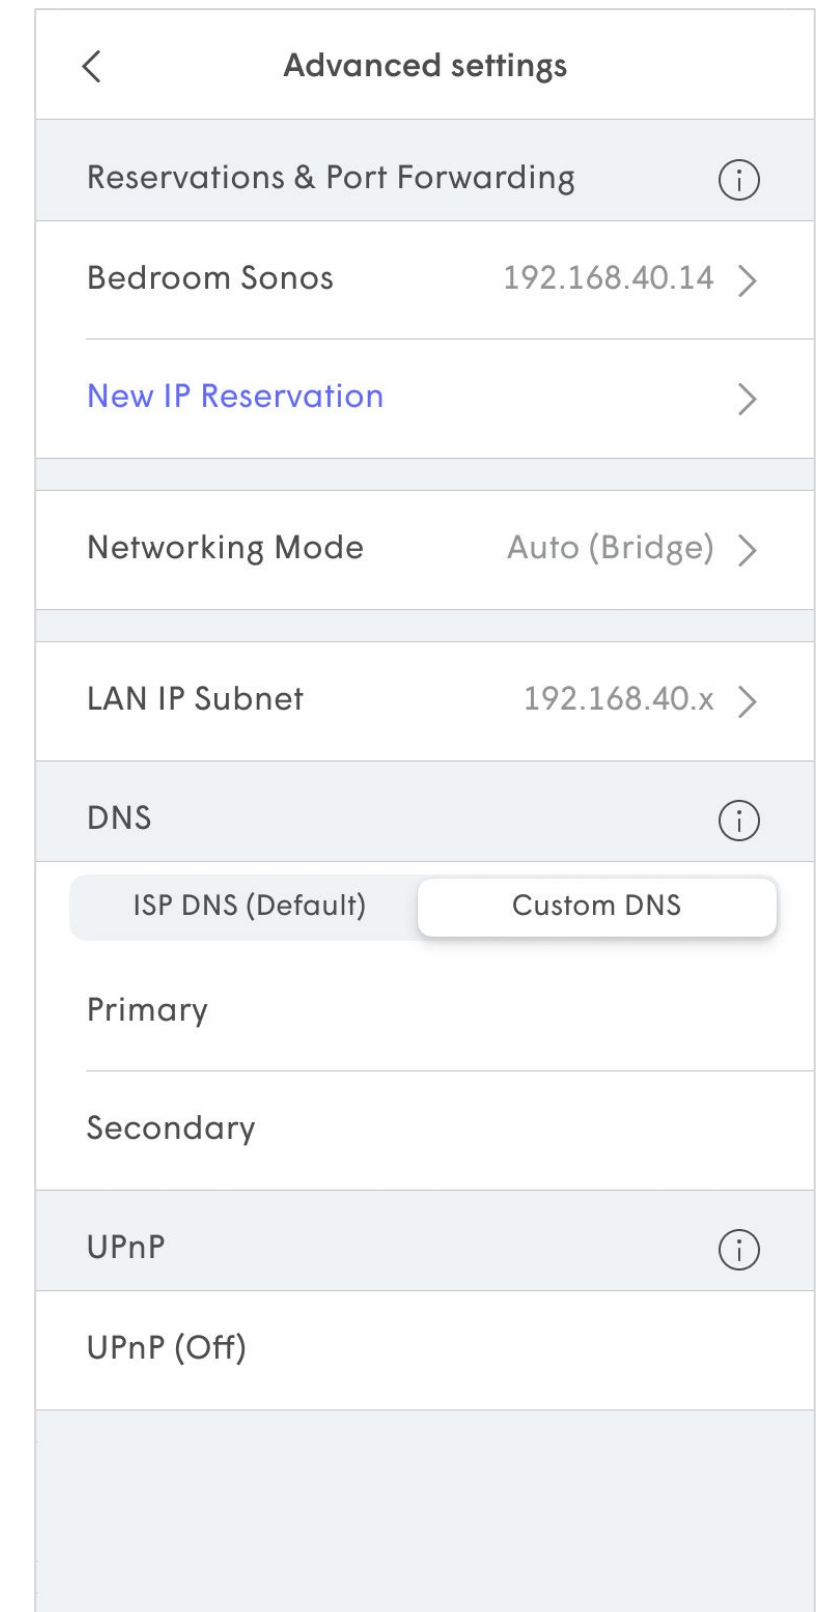 Advanced settings
Reservations & Port Forwarding
Bedroom Sonos 192.168.40.14
New IP Reservation
Networking Mode Auto (Bridge)
LAN IP Subnet 192.168.40.x
DNS
ISP DNS (Default) Custom DNS
Primary
Secondary
UPnP
UPnP (Off)